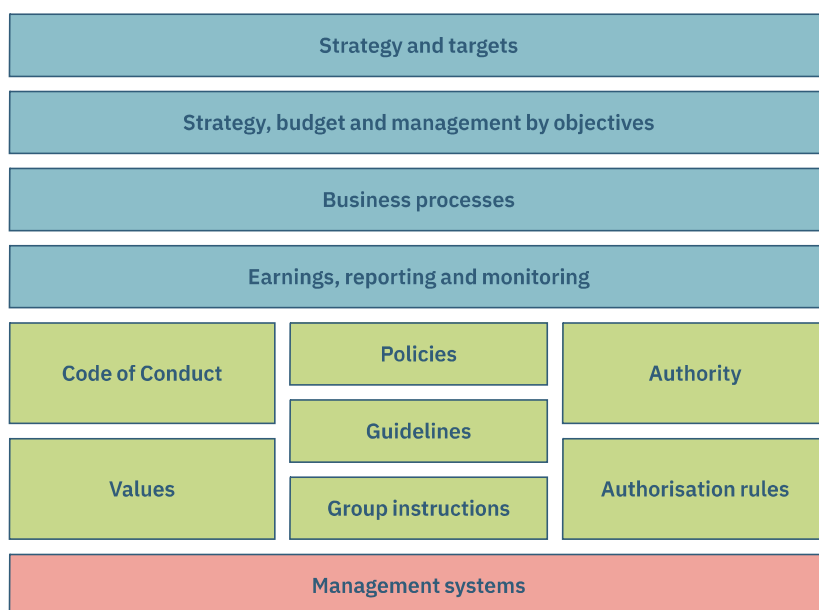 Strategy and targets
Strategy, budget and management by objectives
Business processes
Earnings, reporting and monitoring
Code of Conduct
Values
Policies
Guidelines
Group instructions
Authority
Authorisation rules
Management systems